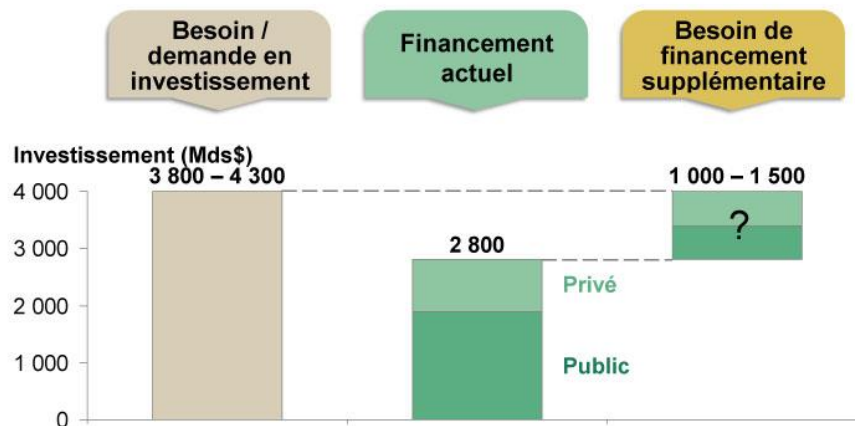 Besoin /
demande en
investissement
Financement
actuel
Besoin de
financement
supplémentaire
Investissement (Mds$)
3 800 – 4 300
1 000 – 1 500
4 000
?
3 000
2 800
Privé
2 000
Public
1 000
0